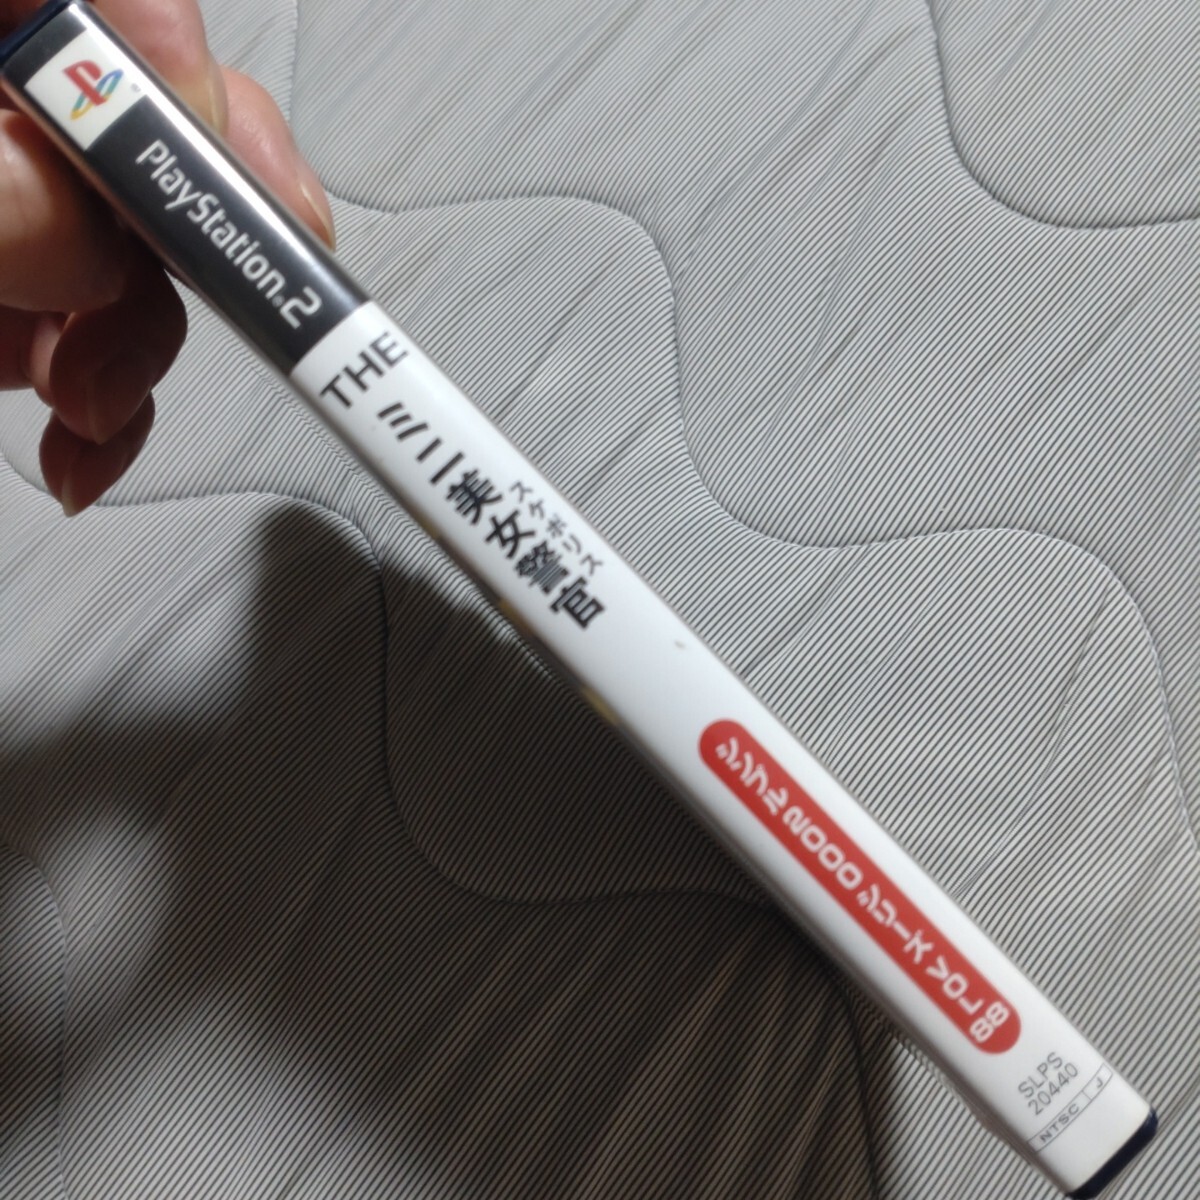 PlayStation®2
THE ミニ美女警官
スケポリス
シンプル2000シリーズ VOL.88
SLPS
20440
NTSC J